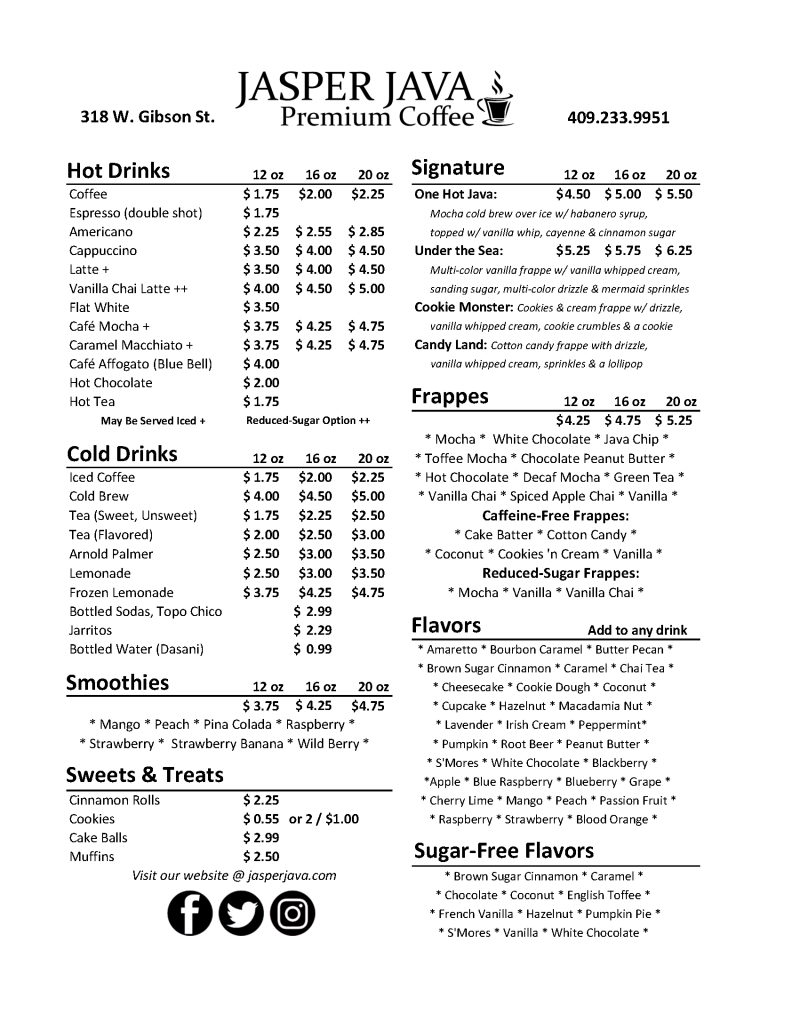 JASPER JAVA
Premium Coffee
318 W. Gibson St.
409.233.9951
Hot Drinks 12 oz 16 oz 20 oz
Coffee $ 1.75 $2.00 $2.25
Espresso (double shot) $ 1.75
Americano $ 2.25 $ 2.55 $ 2.85
Cappuccino $ 3.50 $ 4.00 $ 4.50
Latte + $ 3.50 $ 4.00 $ 4.50
Vanilla Chai Latte ++ $ 4.00 $ 4.50 $ 5.00
Flat White $ 3.50
Café Mocha + $ 3.75 $ 4.25 $ 4.75
Caramel Macchiato + $ 3.75 $ 4.25 $ 4.75
Café Affogato (Blue Bell) $ 4.00
Hot Chocolate $ 2.00
Hot Tea $ 1.75
May Be Served Iced + Reduced-Sugar Option ++
Cold Drinks 12 oz 16 oz 20 oz
Iced Coffee $ 1.75 $2.00 $2.25
Cold Brew $ 4.00 $4.50 $5.00
Tea (Sweet, Unsweet) $ 1.75 $2.25 $2.50
Tea (Flavored) $ 2.00 $2.50 $3.00
Arnold Palmer $ 2.50 $3.00 $3.50
Lemonade $ 2.50 $3.00 $3.50
Frozen Lemonade $ 3.75 $4.25 $4.75
Bottled Sodas, Topo Chico $ 2.99
Jarritos $ 2.29
Bottled Water (Dasani) $ 0.99
Smoothies 12 oz 16 oz 20 oz
$ 3.75 $ 4.25 $4.75
* Mango * Peach * Pina Colada * Raspberry *
* Strawberry * Strawberry Banana * Wild Berry *
Sweets & Treats
Cinnamon Rolls $ 2.25
Cookies $ 0.55 or 2 / $1.00
Cake Balls $ 2.99
Muffins $ 2.50
Visit our website @ jasperjava.com
Signature 12 oz 16 oz 20 oz
One Hot Java: $4.50 $ 5.00 $ 5.50
Mocha cold brew over ice w/ habanero syrup,
topped w/ vanilla whip, cayenne & cinnamon sugar
Under the Sea: $5.25 $ 5.75 $ 6.25
Multi-color vanilla frappe w/ vanilla whipped cream,
sanding sugar, multi-color drizzle & mermaid sprinkles
Cookie Monster: Cookies & cream frappe w/ drizzle,
vanilla whipped cream, cookie crumbles & a cookie
Candy Land: Cotton candy frappe with drizzle,
vanilla whipped cream, sprinkles & a lollipop
Frappes 12 oz 16 oz 20 oz
$4.25 $ 4.75 $ 5.25
* Mocha * White Chocolate * Java Chip *
* Toffee Mocha * Chocolate Peanut Butter *
* Hot Chocolate * Decaf Mocha * Green Tea *
* Vanilla Chai * Spiced Apple Chai * Vanilla *
Caffeine-Free Frappes:
* Cake Batter * Cotton Candy *
* Coconut * Cookies 'n Cream * Vanilla *
Reduced-Sugar Frappes:
* Mocha * Vanilla * Vanilla Chai *
Flavors Add to any drink
* Amaretto * Bourbon Caramel * Butter Pecan *
* Brown Sugar Cinnamon * Caramel * Chai Tea *
* Cheesecake * Cookie Dough * Coconut *
* Cupcake * Hazelnut * Macadamia Nut *
* Lavender * Irish Cream * Peppermint*
* Pumpkin * Root Beer * Peanut Butter *
* S'Mores * White Chocolate * Blackberry *
*Apple * Blue Raspberry * Blueberry * Grape *
* Cherry Lime * Mango * Peach * Passion Fruit *
* Raspberry * Strawberry * Blood Orange *
Sugar-Free Flavors
* Brown Sugar Cinnamon * Caramel *
* Chocolate * Coconut * English Toffee *
* French Vanilla * Hazelnut * Pumpkin Pie *
* S'Mores * Vanilla * White Chocolate *